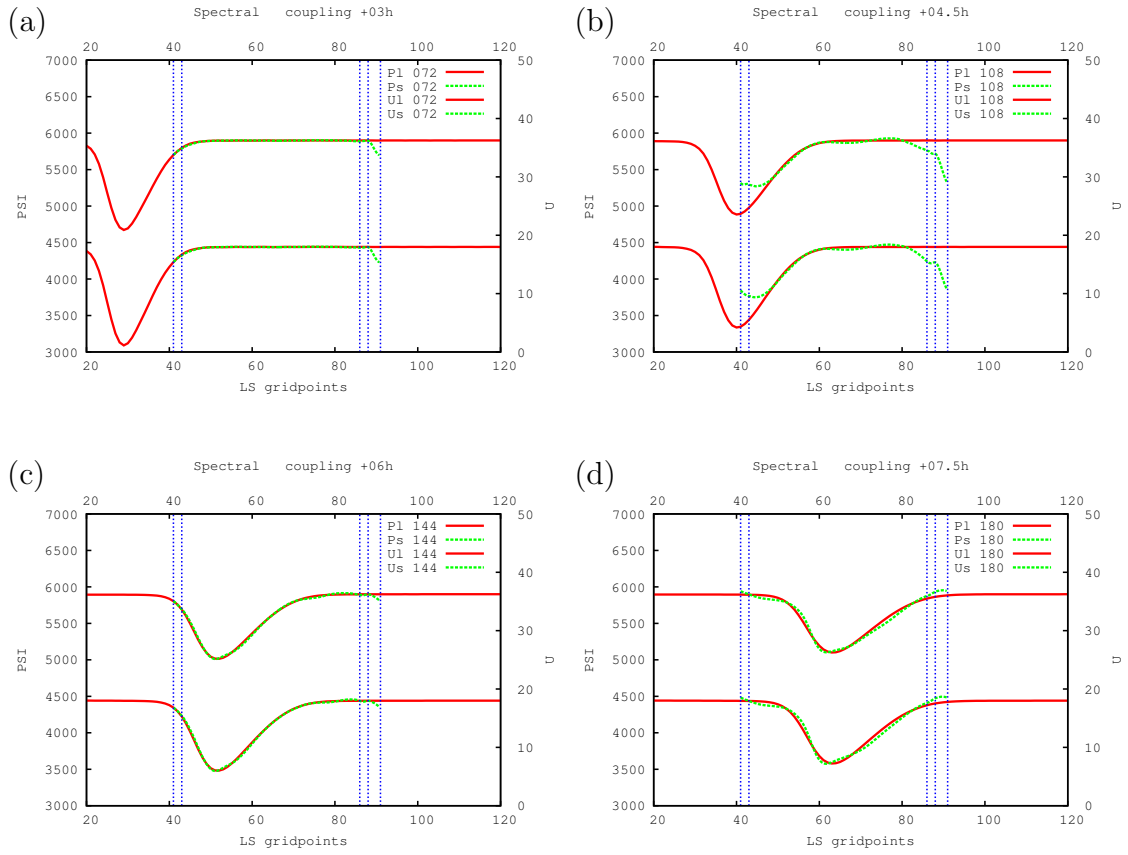 (a)
Spectral coupling +03h
20 40 60 80 100 120
7000 50
Pl 072
6500 Ps 072
Ul 072
6000 Us 072 40
5500
30
PSI 5000 U
4500 20
4000
10
3500
3000 0
20 40 60 80 100 120
LS gridpoints
(b)
Spectral coupling +04.5h
20 40 60 80 100 120
7000 50
Pl 108
6500 Ps 108
Ul 108
6000 Us 108 40
5500
30
PSI 5000 U
4500 20
4000
10
3500
3000 0
20 40 60 80 100 120
LS gridpoints
(c)
Spectral coupling +06h
20 40 60 80 100 120
7000 50
Pl 144
6500 Ps 144
Ul 144
6000 Us 144 40
5500
30
PSI 5000 U
4500 20
4000
10
3500
3000 0
20 40 60 80 100 120
LS gridpoints
(d)
Spectral coupling +07.5h
20 40 60 80 100 120
7000 50
Pl 180
6500 Ps 180
Ul 180
6000 Us 180 40
5500
30
PSI 5000 U
4500 20
4000
10
3500
3000 0
20 40 60 80 100 120
LS gridpoints